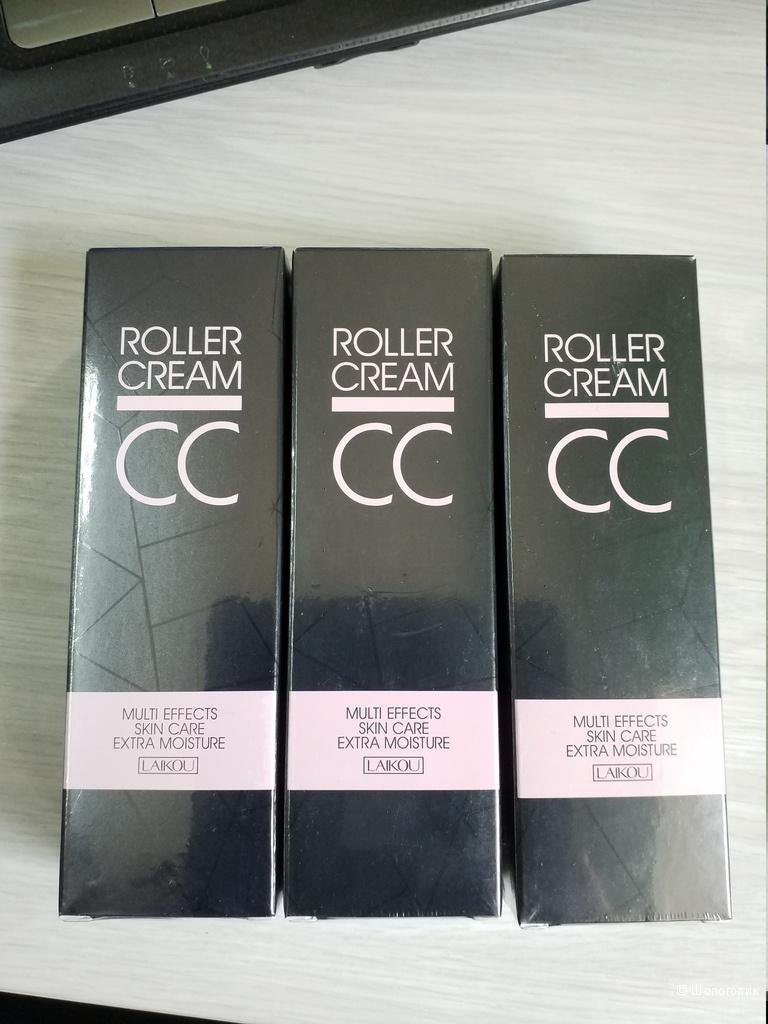 ROLLER
CREAM
CC
MULTI EFFECTS
SKIN CARE
EXTRA MOISTURE
LAIKOU
ROLLER
CREAM
CC
MULTI EFFECTS
SKIN CARE
EXTRA MOISTURE
LAIKOU
ROLLER
CREAM
CC
MULTI EFFECTS
SKIN CARE
EXTRA MOISTURE
LAIKOU
© Шопоголик